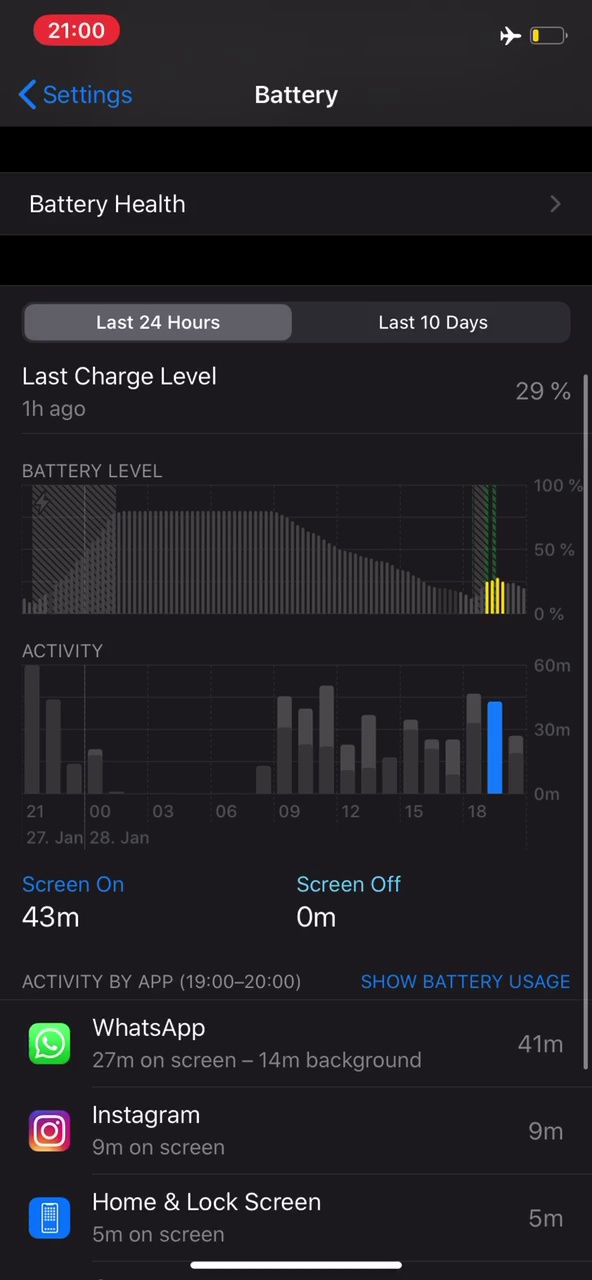 21:00
Settings
Battery
Battery Health
Last 24 Hours
Last 10 Days
Last Charge Level
29 %
1h ago
BATTERY LEVEL
100 %
50 %
0 %
ACTIVITY
60m
30m
0m
21 00 03 06 09 12 15 18
27. Jan 28. Jan
Screen On
Screen Off
43m
0m
ACTIVITY BY APP (19:00–20:00)
SHOW BATTERY USAGE
WhatsApp
27m on screen – 14m background
41m
Instagram
9m on screen
9m
Home & Lock Screen
5m on screen
5m